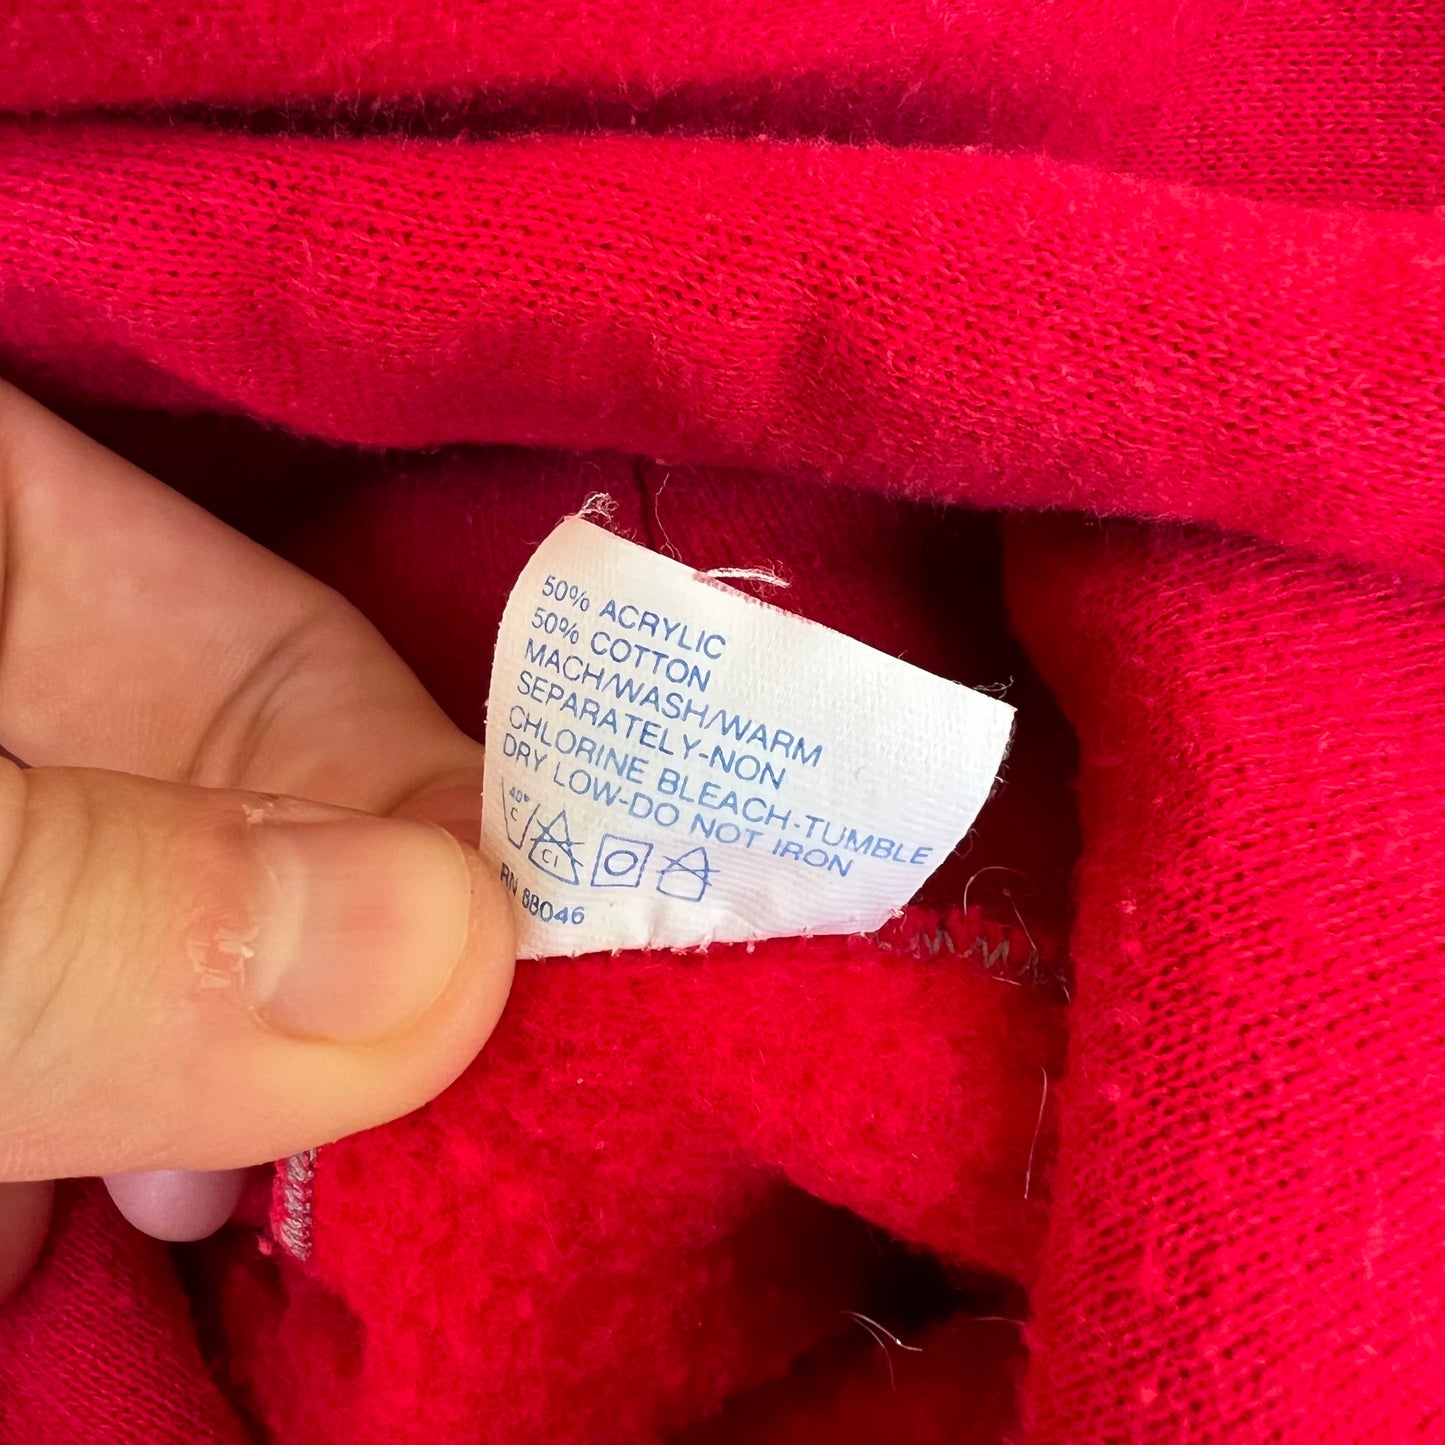 50% ACRYLIC
50% COTTON
MACH/WASH/WARM
SEPARATELY-NON
CHLORINE BLEACH-TUMBLE
DRY LOW-DO NOT IRON
40°
C
Cl
RN 88046